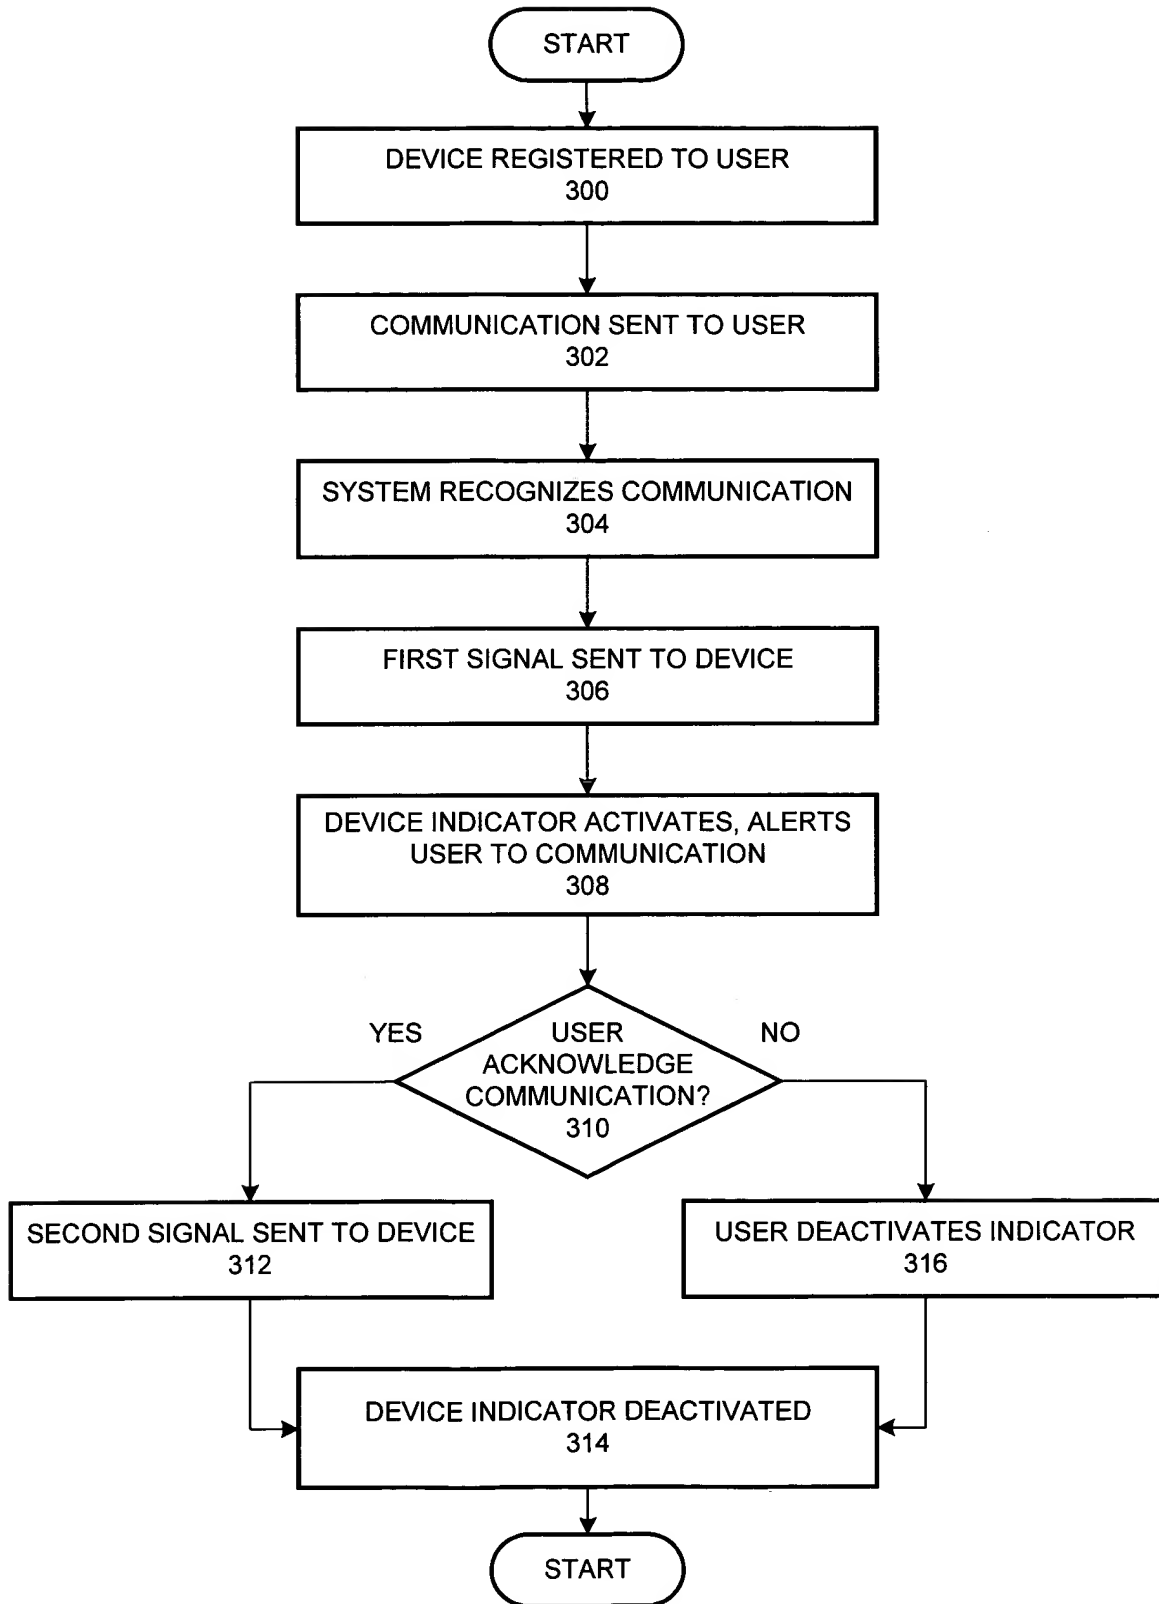 START
DEVICE REGISTERED TO USER
300
COMMUNICATION SENT TO USER
302
SYSTEM RECOGNIZES COMMUNICATION
304
FIRST SIGNAL SENT TO DEVICE
306
DEVICE INDICATOR ACTIVATES, ALERTS
USER TO COMMUNICATION
308
YES
USER
ACKNOWLEDGE
COMMUNICATION?
310
NO
SECOND SIGNAL SENT TO DEVICE
312
USER DEACTIVATES INDICATOR
316
DEVICE INDICATOR DEACTIVATED
314
START